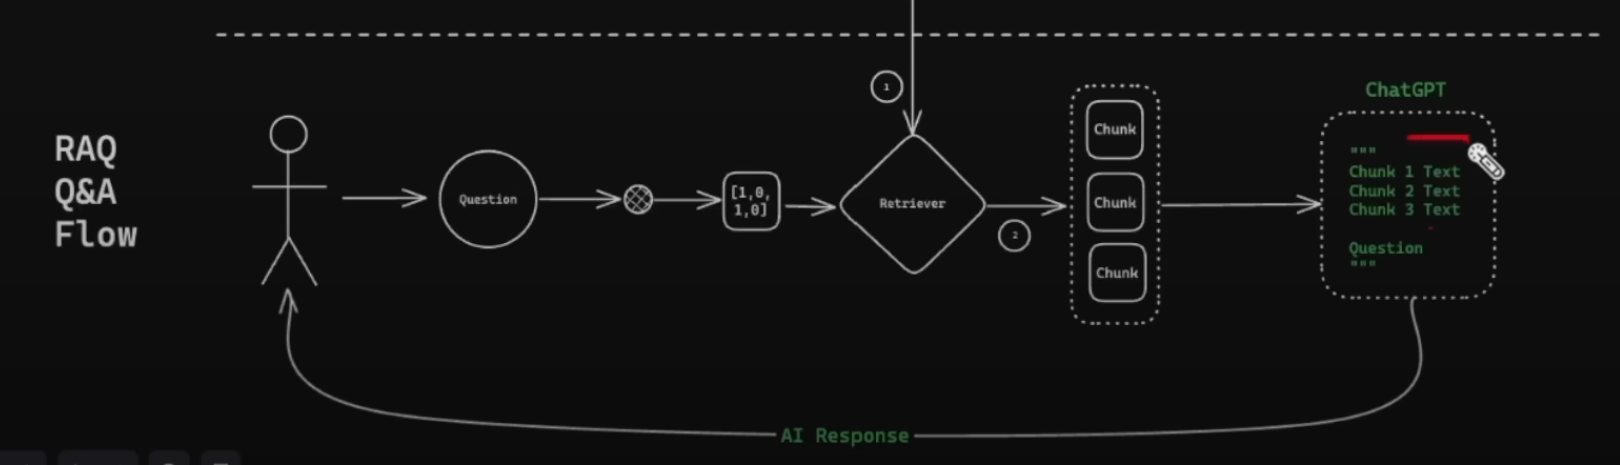 RAQ
Q&A
Flow
Question
[1,0,
1,0]
1
Retriever
2
Chunk
Chunk
Chunk
ChatGPT
"""
Chunk 1 Text
Chunk 2 Text
Chunk 3 Text
Question
"""
AI Response